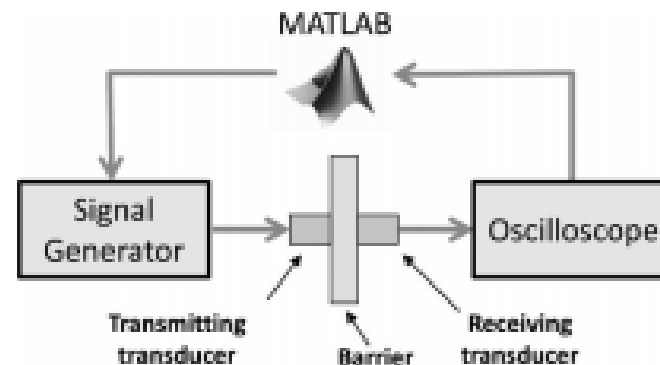 MATLAB
Signal
Generator
Oscilloscope
Transmitting
transducer
Barrier
Receiving
transducer